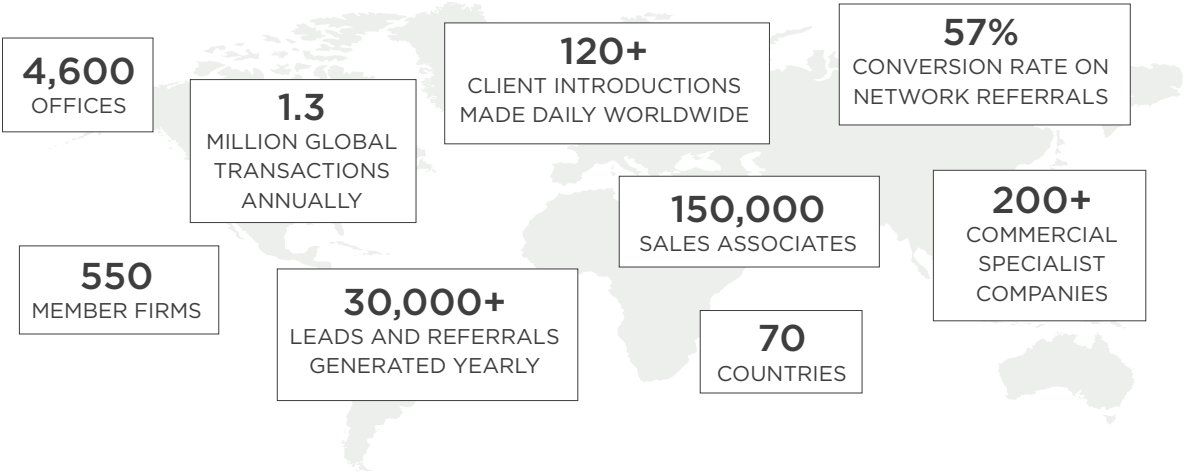 4,600
OFFICES
1.3
MILLION GLOBAL
TRANSACTIONS
ANNUALLY
120+
CLIENT INTRODUCTIONS
MADE DAILY WORLDWIDE
57%
CONVERSION RATE ON
NETWORK REFERRALS
550
MEMBER FIRMS
30,000+
LEADS AND REFERRALS
GENERATED YEARLY
150,000
SALES ASSOCIATES
70
COUNTRIES
200+
COMMERCIAL
SPECIALIST
COMPANIES